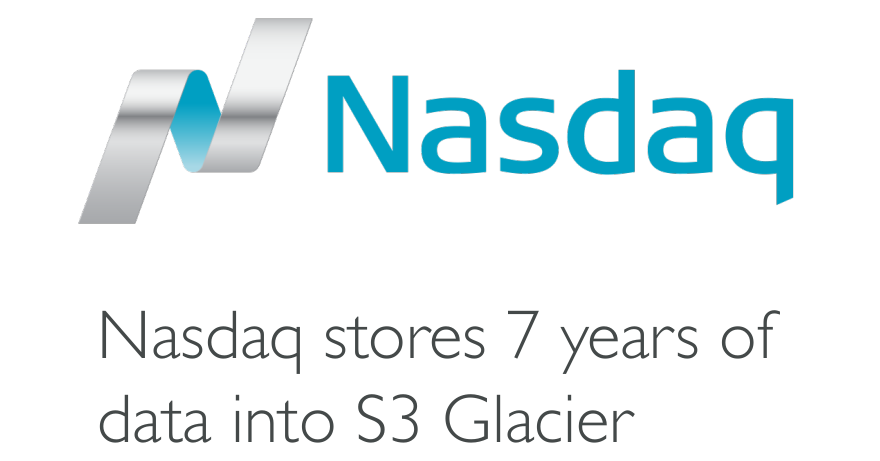 Nasdaq
Nasdaq stores 7 years of
data into S3 Glacier